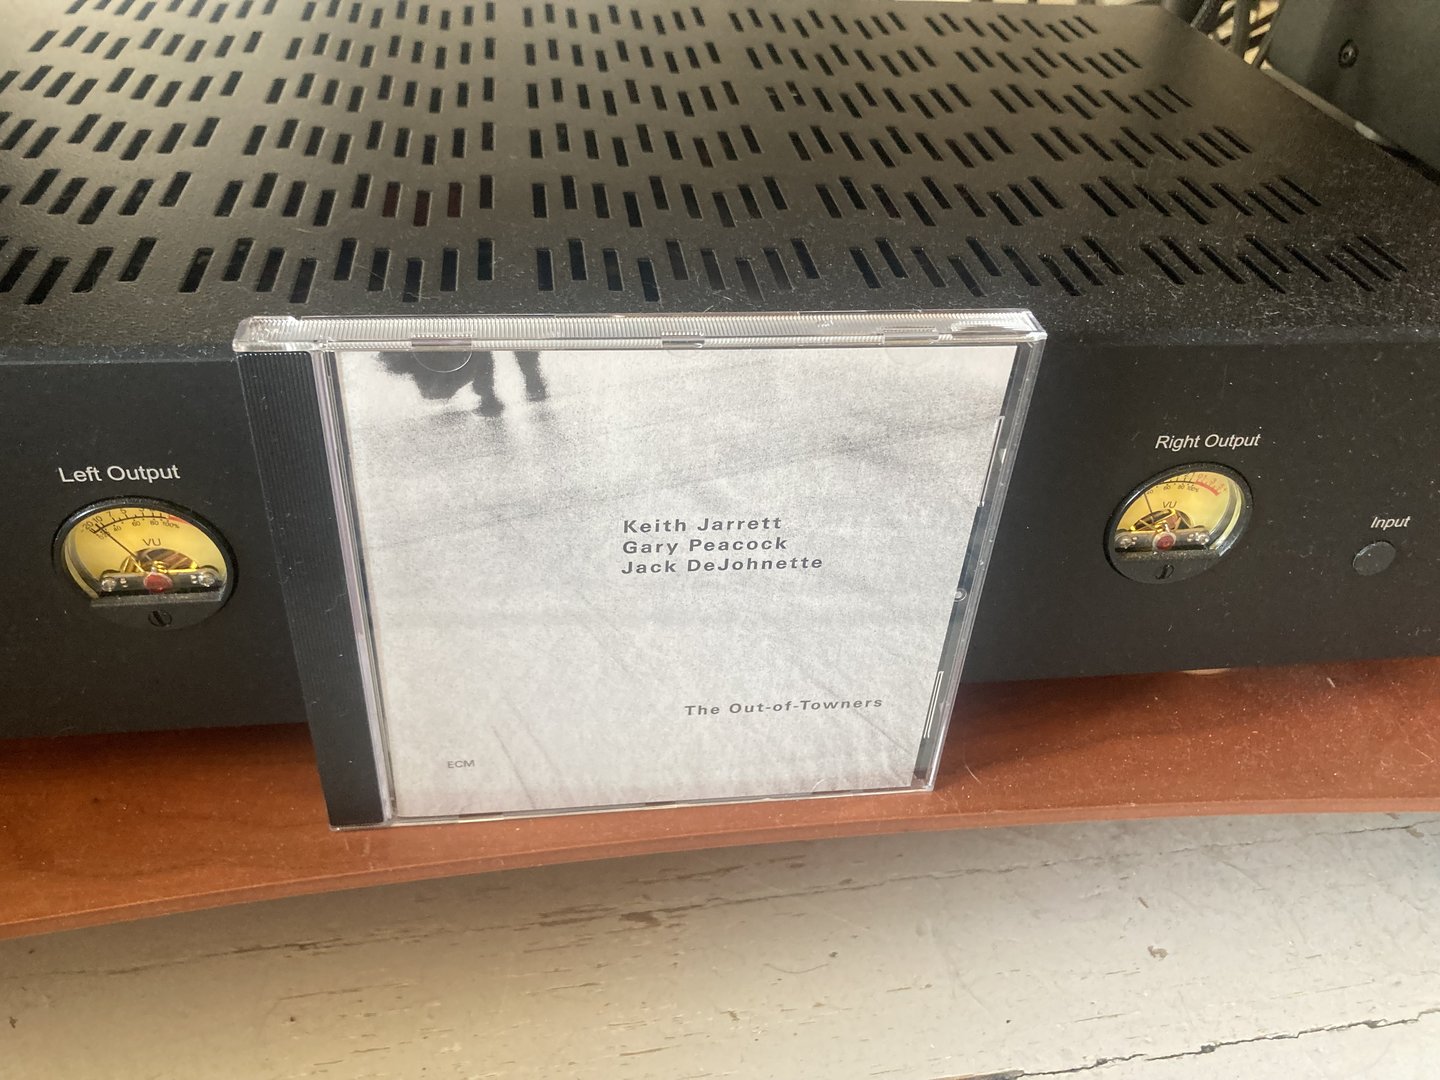 Left Output
VU
Right Output
VU
Input
Keith Jarrett
Gary Peacock
Jack DeJohnette
The Out-of-Towners
ECM